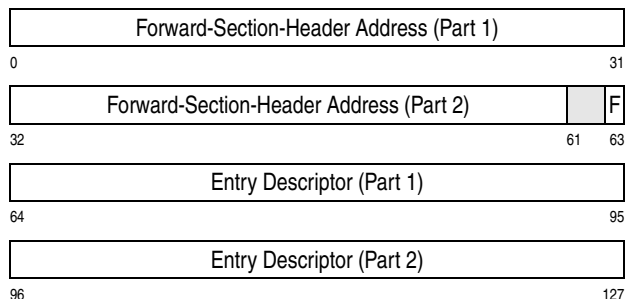 Forward-Section-Header Address (Part 1)
0 31
Forward-Section-Header Address (Part 2) F
32 61 63
Entry Descriptor (Part 1)
64 95
Entry Descriptor (Part 2)
96 127